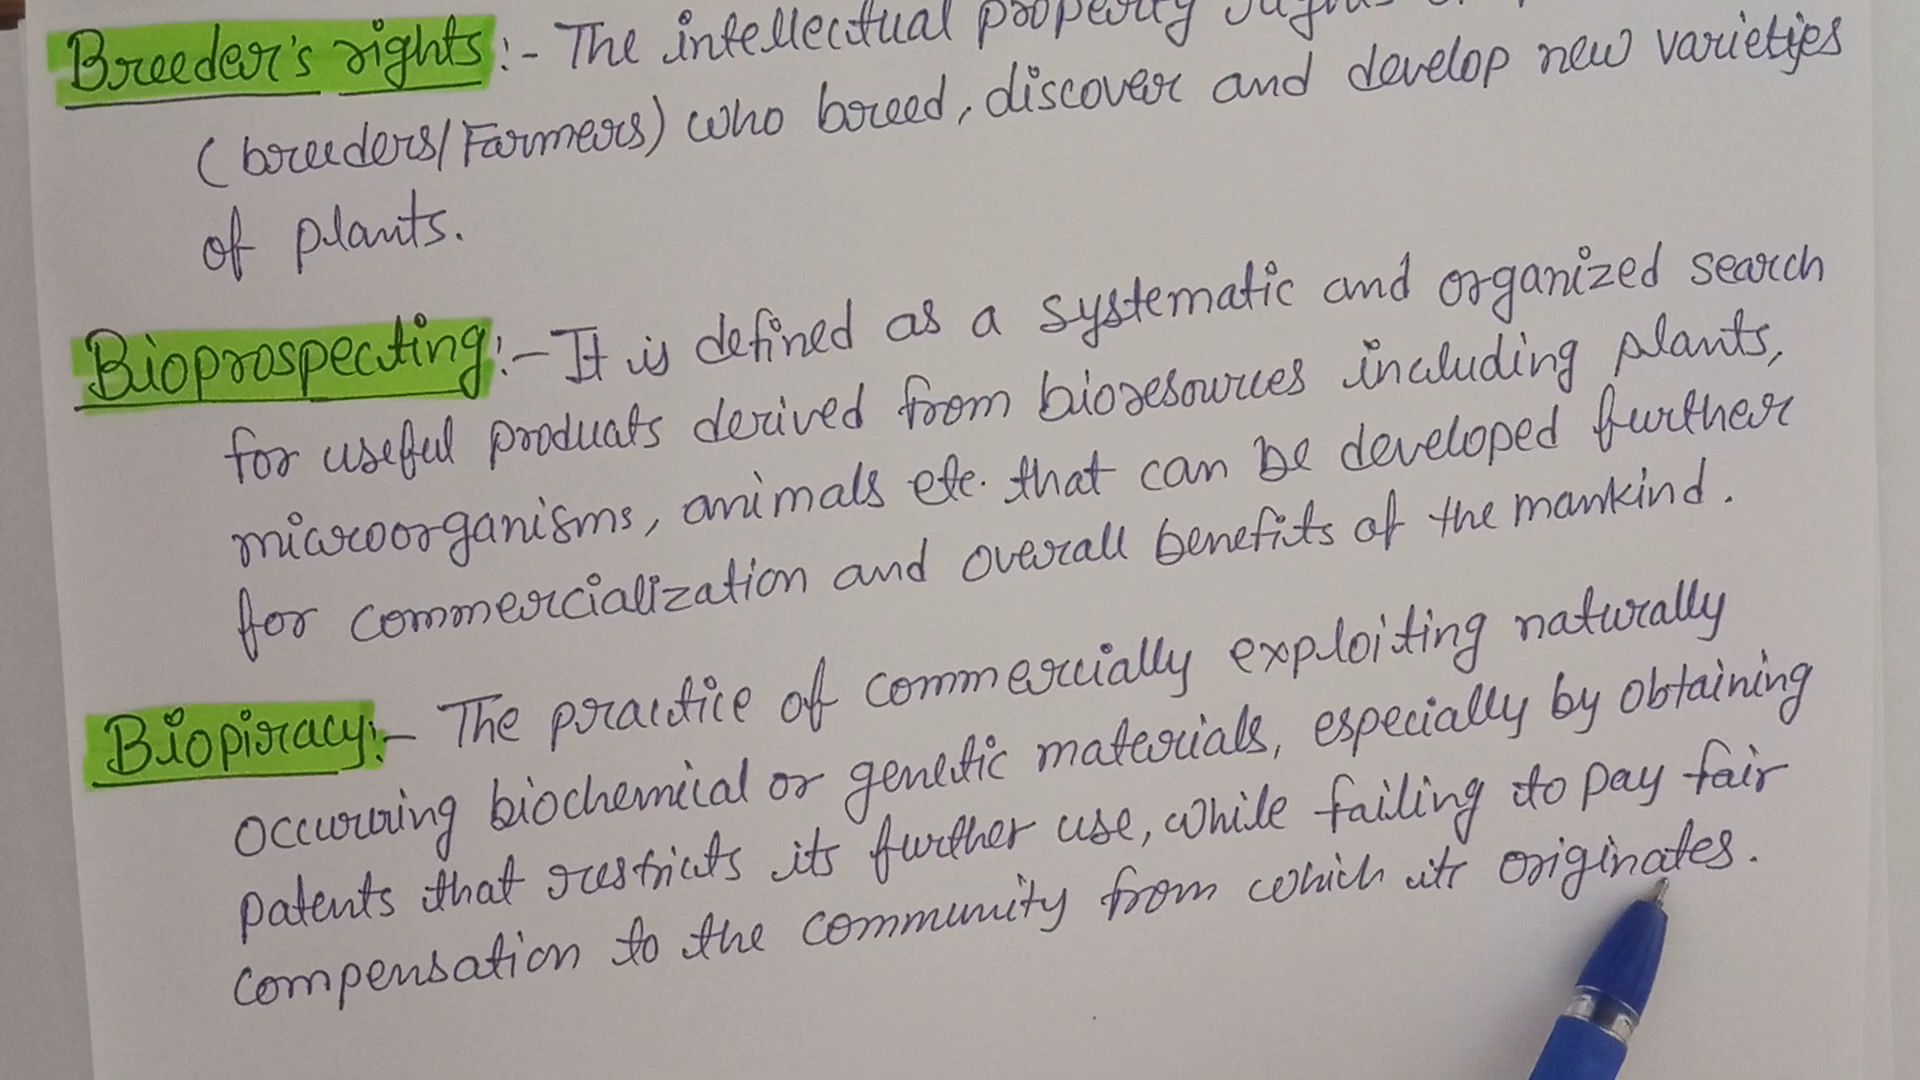 Breeder's rights :- The intellectual property
(breeders/Farmers) who breed, discover and develop new varieties
of plants.
Bioprospecting :- It is defined as a systematic and organized search
for useful products derived from bioresources including plants,
microorganisms, animals etc. that can be developed further
for commercialization and overall benefits of the mankind.
Biopiracy :- The practice of commercially exploiting naturally
occurring biochemical or genetic materials, especially by obtaining
patents that restricts its further use, while failing to pay fair
compensation to the community from which it originates.